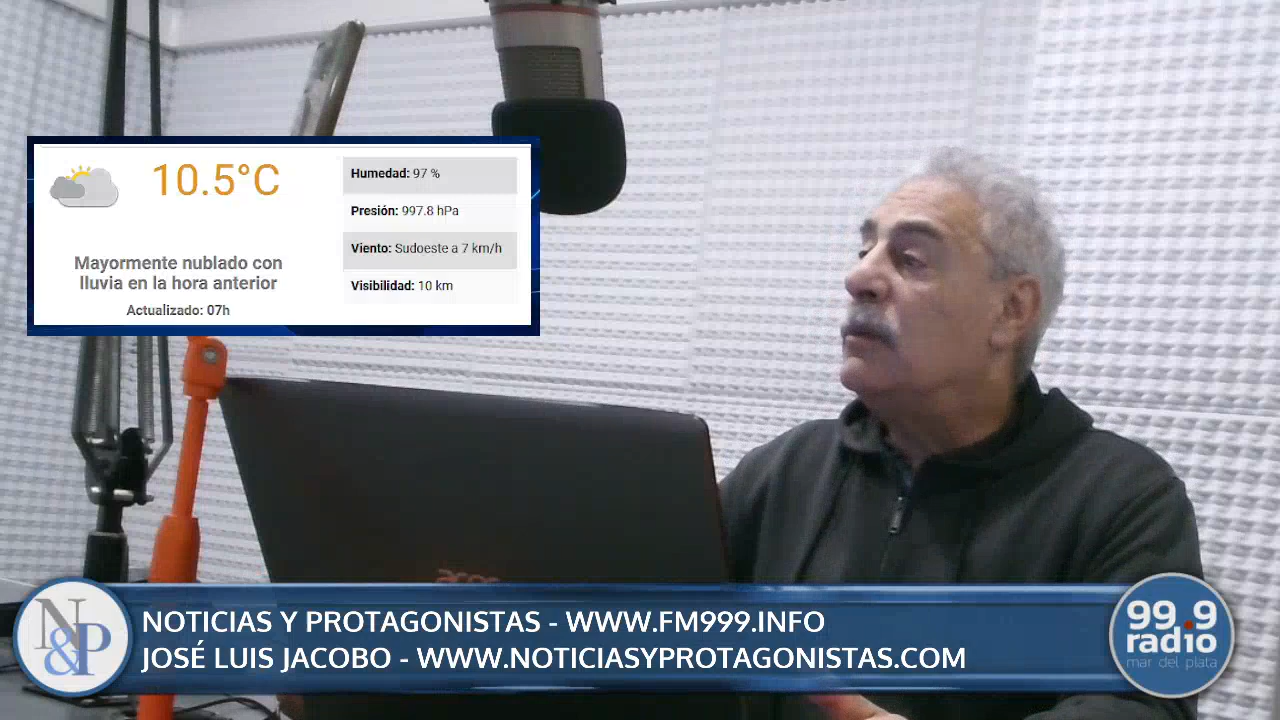 10.5°C
Mayormente nublado con
lluvia en la hora anterior
Actualizado: 07h
Humedad: 97 %
Presión: 997.8 hPa
Viento: Sudoeste a 7 km/h
Visibilidad: 10 km
acer
N&P
NOTICIAS Y PROTAGONISTAS - WWW.FM999.INFO
JOSÉ LUIS JACOBO - WWW.NOTICIASYPROTAGONISTAS.COM
99.9
radio
mar del plata